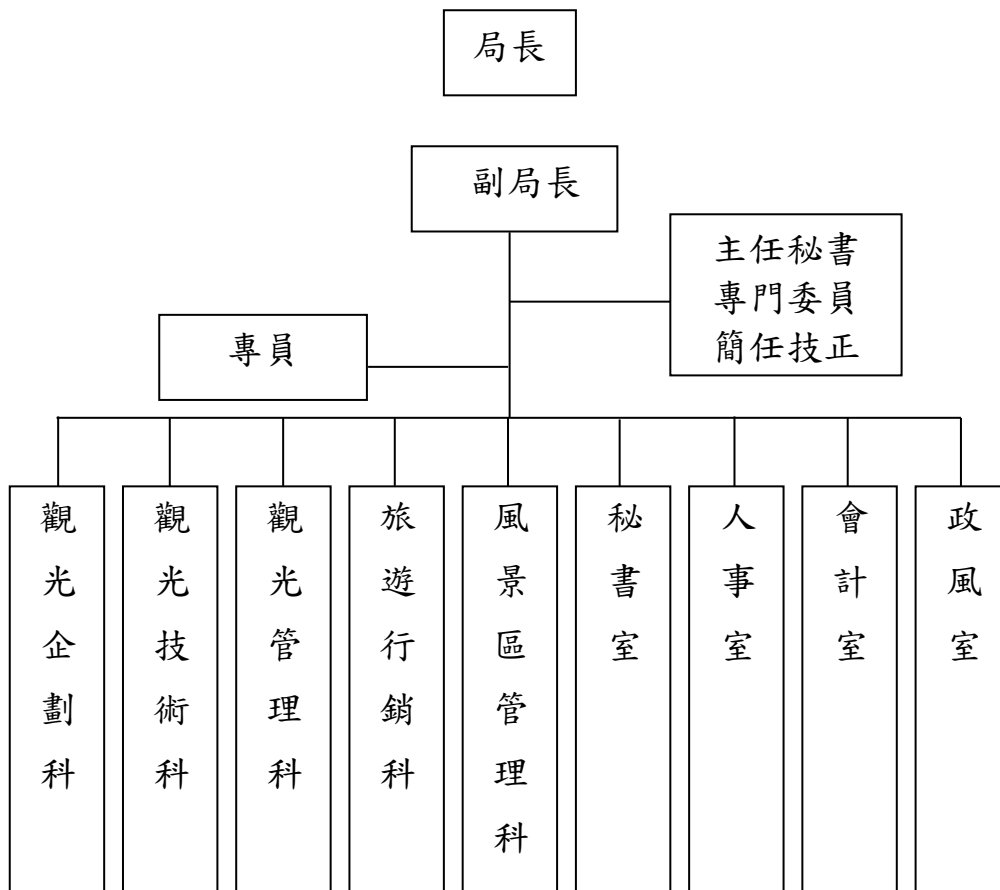 局長
副局長
主任秘書
專門委員
簡任技正
專員
觀光企劃科
觀光技術科
觀光管理科
旅遊行銷科
風景區管理科
秘書室
人事室
會計室
政風室